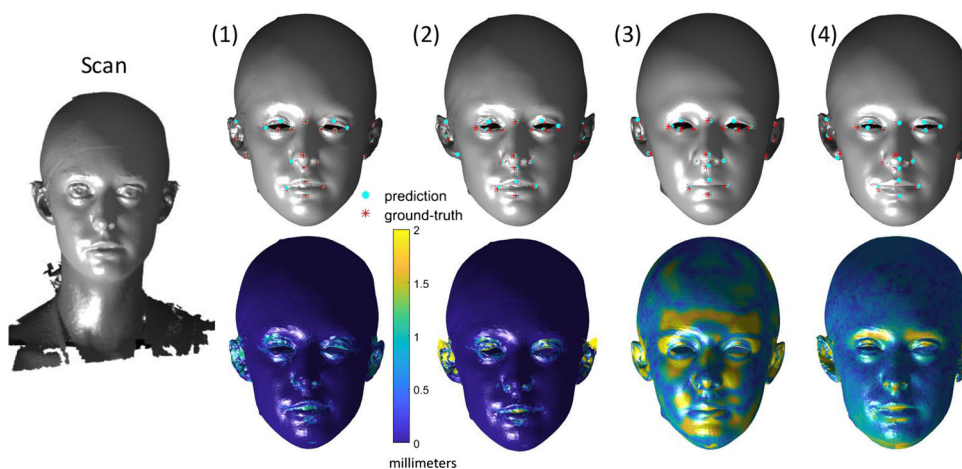 Scan
(1)
(2)
(3)
(4)
prediction
ground-truth
2
1.5
1
0.5
0
millimeters